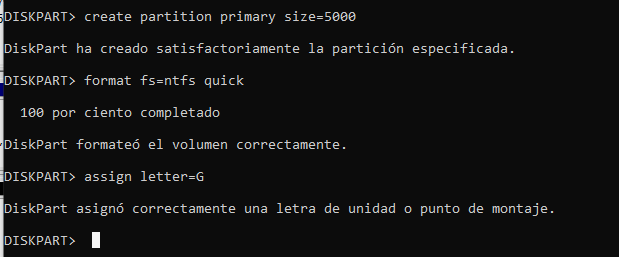 DISKPART> create partition primary size=5000
DiskPart ha creado satisfactoriamente la partición especificada.
DISKPART> format fs=ntfs quick
100 por ciento completado
DiskPart formateó el volumen correctamente.
DISKPART> assign letter=G
DiskPart asignó correctamente una letra de unidad o punto de montaje.
DISKPART>